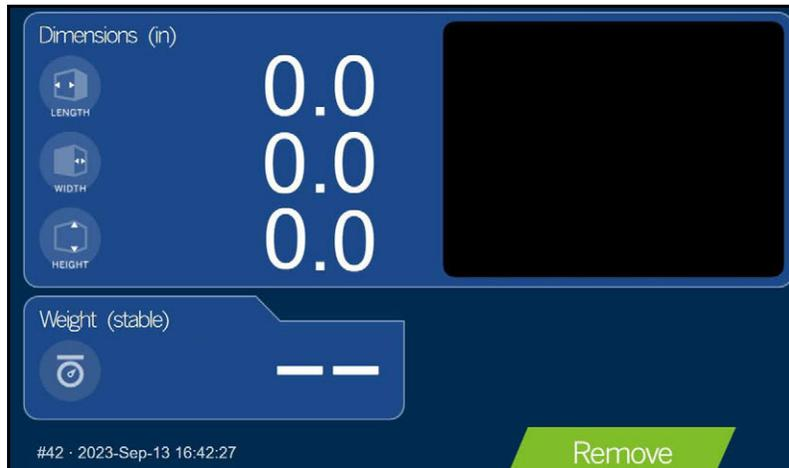 Dimensions (in)
LENGTH
0.0
WIDTH
0.0
HEIGHT
0.0
Weight (stable)
--
#42 · 2023-Sep-13 16:42:27
Remove